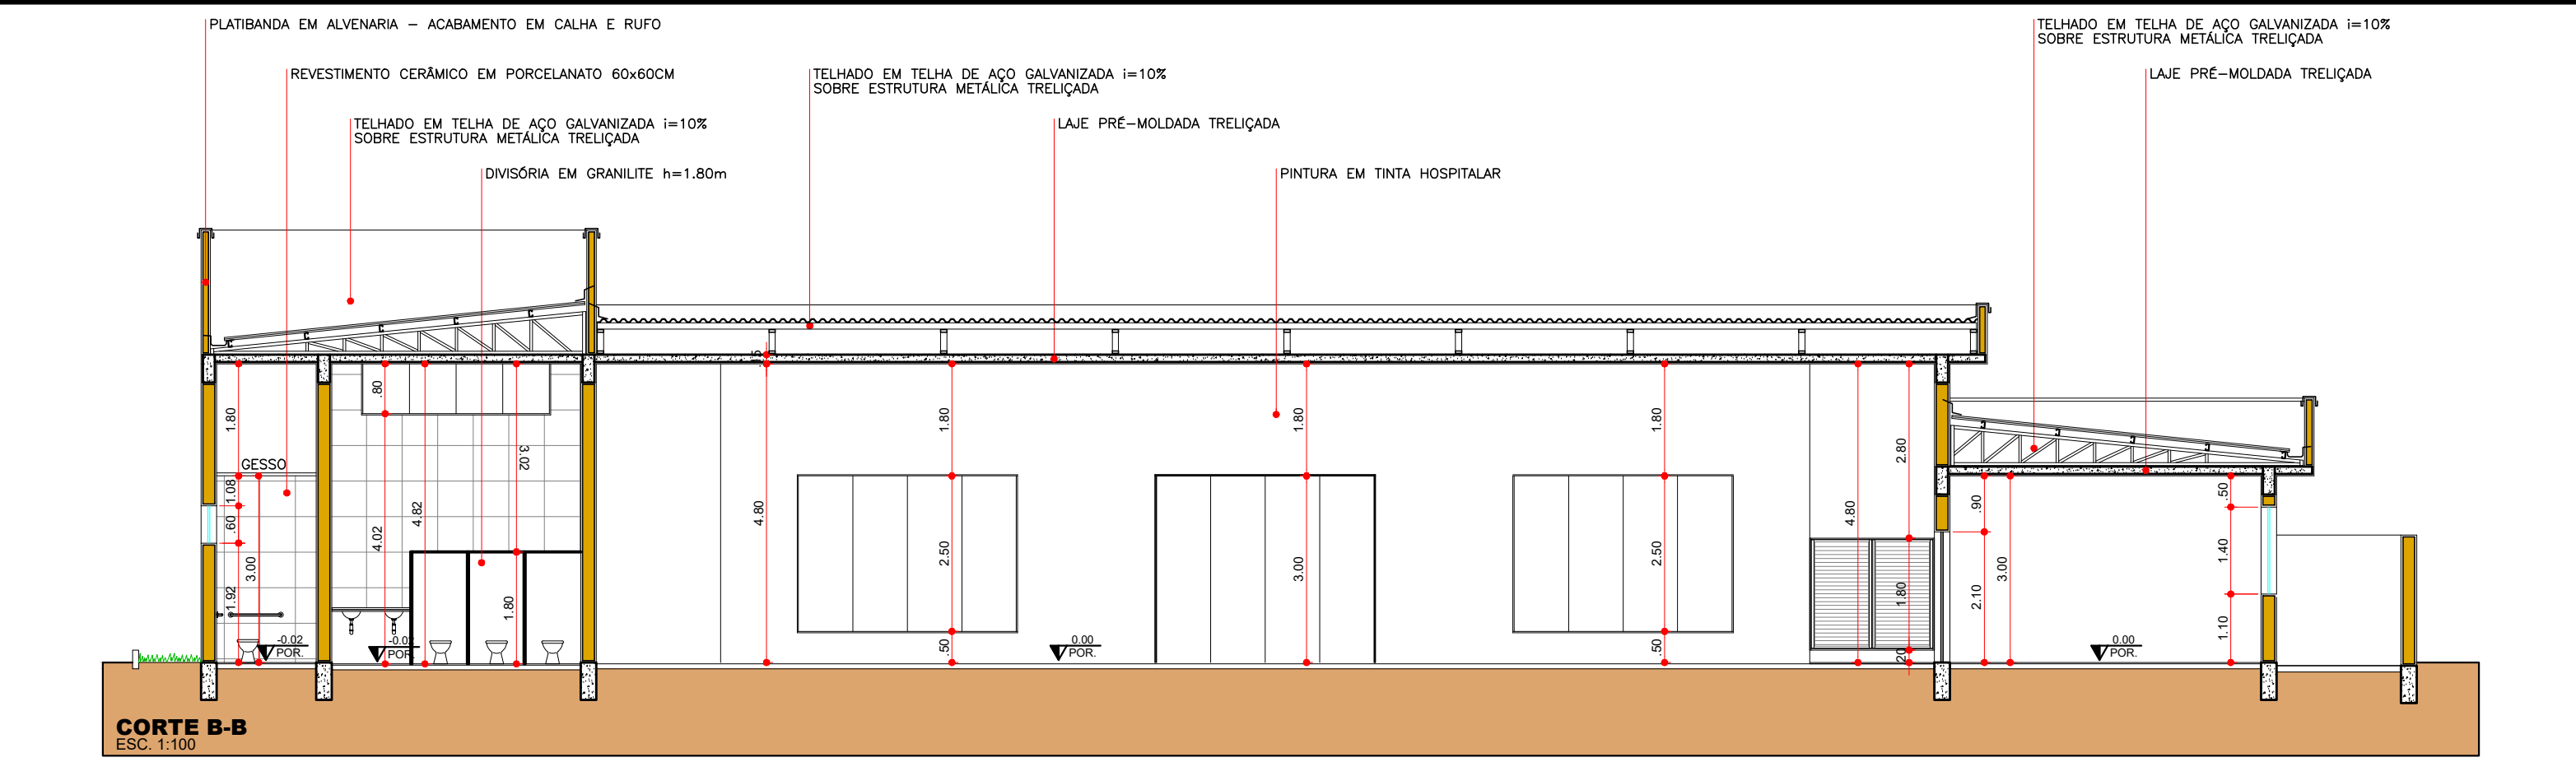 PLATIBANDA EM ALVENARIA – ACABAMENTO EM CALHA E RUFO
TELHADO EM TELHA DE AÇO GALVANIZADA i=10%
SOBRE ESTRUTURA METÁLICA TRELIÇADA
REVESTIMENTO CERÂMICO EM PORCELANATO 60x60CM
TELHADO EM TELHA DE AÇO GALVANIZADA i=10%
SOBRE ESTRUTURA METÁLICA TRELIÇADA
LAJE PRÉ–MOLDADA TRELIÇADA
TELHADO EM TELHA DE AÇO GALVANIZADA i=10%
SOBRE ESTRUTURA METÁLICA TRELIÇADA
LAJE PRÉ–MOLDADA TRELIÇADA
DIVISÓRIA EM GRANILITE h=1.80m
PINTURA EM TINTA HOSPITALAR
1.80
GESSO
1.08
.60
3.00
1.92
-0.02
POR.
.80
4.02
4.82
3.02
1.80
-0.02
POR.
4.80
1.80
2.50
.50
0.00
POR.
1.80
3.00
1.80
2.50
.50
4.80
2.80
1.80
.20
.90
2.10
3.00
0.00
POR.
.50
1.40
1.10
CORTE B-B
ESC. 1:100